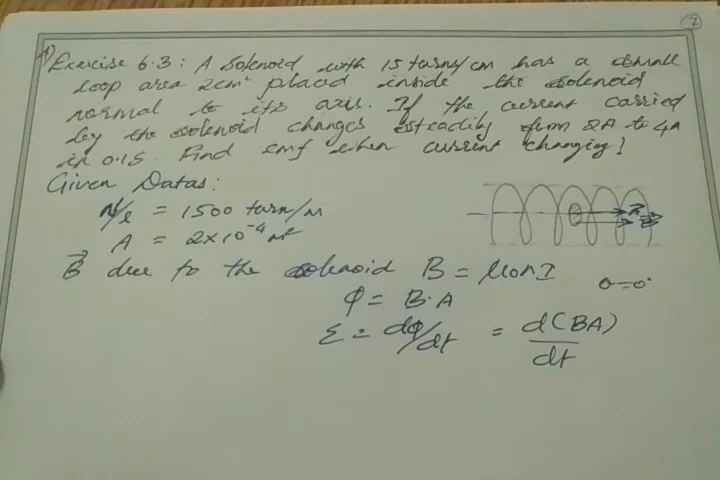 7
Exercise 6.3: A Solenoid with 15 turns/cm has a small
loop area 2cm² placed inside the solenoid
normal to its axis. If the current carried
by the solenoid changes steadily from 2A to 4A
in 0.1S. Find emf when current changing!
Given Datas:
N/l = 1500 turn/m
A = 2×10⁻⁴ m²
B⃗ due to the solenoid B = μonI
θ=0°
φ = B.A
ε = dφ/dt = d(BA)/dt